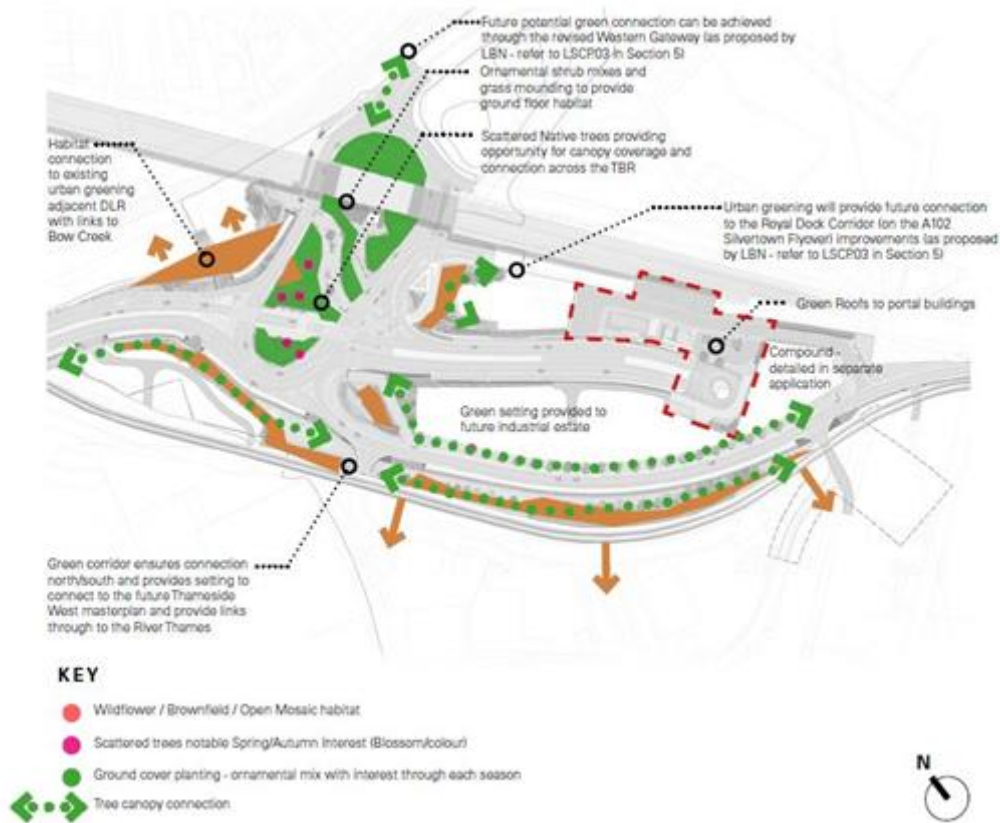 Future potential green connection can be achieved
through the revised Western Gateway (as proposed
by LBN - refer to LSCP.03 in Section 5)
Ornamental shrub mixes and
grass mounding to provide
ground floor habitat
Scattered Native trees providing
opportunity for canopy coverage and
connection across the TBR
Habitat
connection
to existing
urban greening
adjacent DLR
with links to
Bow Creek
Urban greening will provide future connection
to the Royal Dock Corridor (on the A102
Silvertown Flyover) improvements (as proposed
by LBN - refer to LSCP.03 in Section 5)
Green Roofs to portal buildings
Compound -
detailed in separate
application
Green setting provided to
future industrial estate
Green corridor ensures connection
north/south and provides setting to
connect to the future Thameside
West masterplan and provide links
through to the River Thames
KEY
Wildflower / Brownfield / Open Mosaic habitat
Scattered trees notable Spring/Autumn Interest (Blossom/colour)
Ground cover planting - ornamental mix with interest through each season
Tree canopy connection
N